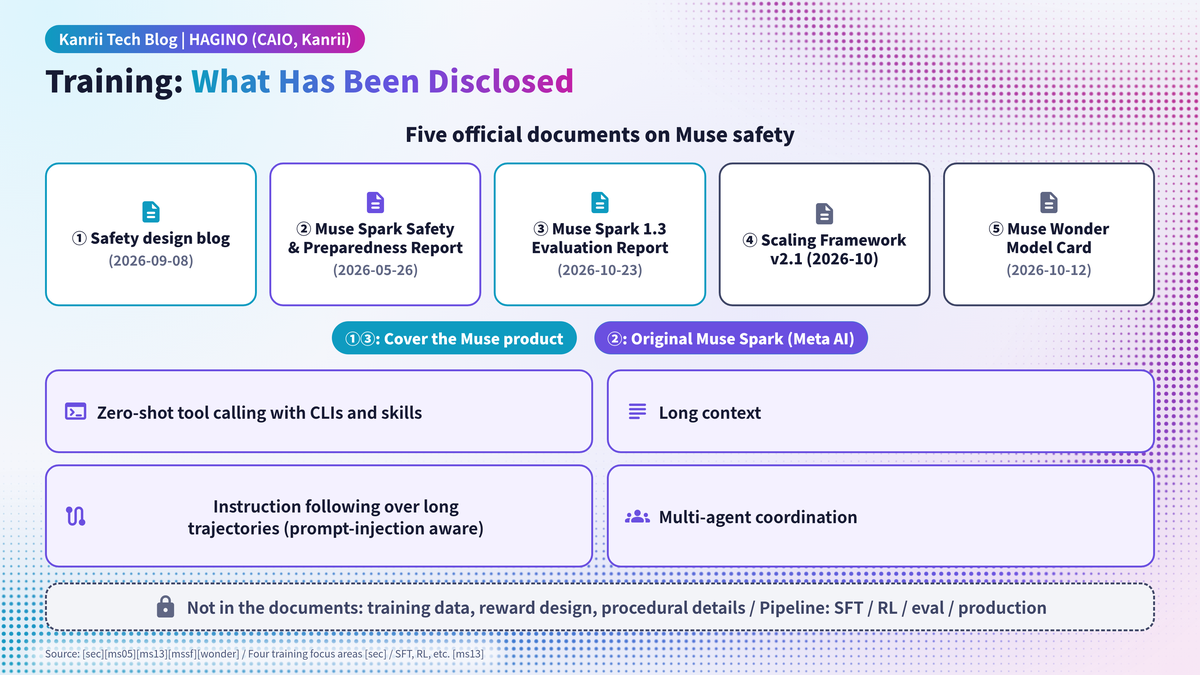 Kanrii Tech Blog | HAGINO (CAIO, Kanrii)
Training: What Has Been Disclosed
Five official documents on Muse safety
① Safety design blog
(2026-09-08)
② Muse Spark Safety
& Preparedness Report
(2026-05-26)
③ Muse Spark 1.3
Evaluation Report
(2026-10-23)
④ Scaling Framework
v2.1 (2026-10)
⑤ Muse Wonder
Model Card
(2026-10-12)
①③: Cover the Muse product
②: Original Muse Spark (Meta AI)
Zero-shot tool calling with CLIs and skills
Long context
Instruction following over long
trajectories (prompt-injection aware)
Multi-agent coordination
Not in the documents: training data, reward design, procedural details / Pipeline: SFT / RL / eval / production
Source: [sec][ms05][ms13][mssf][wonder] / Four training focus areas [sec] / SFT, RL, etc. [ms13]